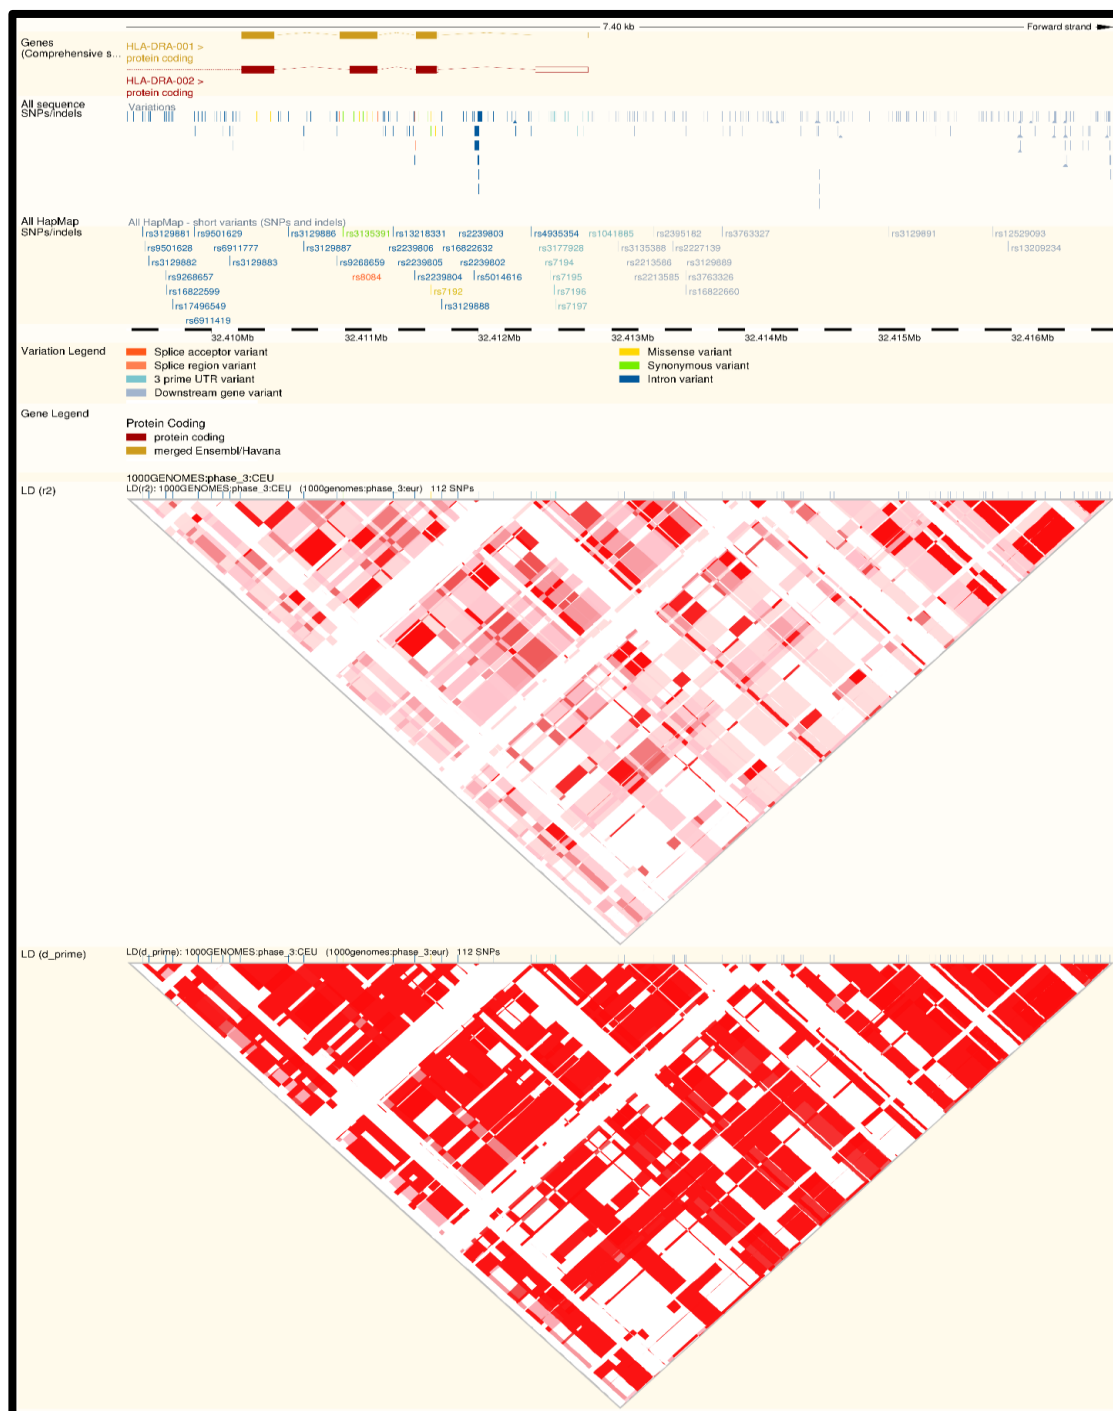 7.40 kb
Forward strand
Genes
(Comprehensive s...
HLA-DRA-001 >
protein coding
HLA-DRA-002 >
protein coding
All sequence
SNPs/indels
Variations
All HapMap
SNPs/indels
All HapMap - short variants (SNPs and indels)
rs3129881 rs9501629 rs3129886 rs3135391 rs13218331 rs2239803 rs4935354 rs1041885 rs2395182 rs3763327 rs3129891 rs12529093
rs9501628 rs6911777 rs3129887 rs2239806 rs16822632 rs3177928 rs3135388 rs2227139 rs13209234
rs3129882 rs3129883 rs9268659 rs2239805 rs2239802 rs7194 rs2213586 rs3129889
rs9268657 rs8084 rs2239804 rs5014616 rs7195 rs2213585 rs3763326
rs16822599 rs7192 rs7196 rs16822660
rs17496549 rs3129888 rs7197
rs6911419
32.410Mb 32.411Mb 32.412Mb 32.413Mb 32.414Mb 32.415Mb 32.416Mb
Variation Legend
Splice acceptor variant
Splice region variant
3 prime UTR variant
Downstream gene variant
Missense variant
Synonymous variant
Intron variant
Gene Legend
Protein Coding
protein coding
merged Ensembl/Havana
1000GENOMES:phase_3:CEU
LD (r2)
LD(r2): 1000GENOMES:phase_3:CEU (1000genomes:phase_3:eur) 112 SNPs
LD (d_prime)
LD(d_prime): 1000GENOMES:phase_3:CEU (1000genomes:phase_3:eur) 112 SNPs